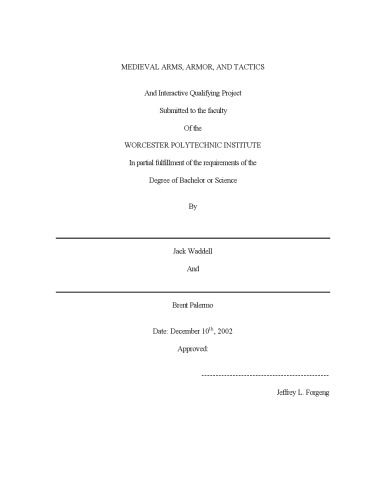 MEDIEVAL ARMS, ARMOR, AND TACTICS
And Interactive Qualifying Project
Submitted to the faculty
Of the
WORCESTER POLYTECHNIC INSTITUTE
In partial fulfillment of the requirements of the
Degree of Bachelor or Science
By
Jack Waddell
And
Brent Palermo
Date: December 10th, 2002
Approved:
Jeffrey L. Forgeng